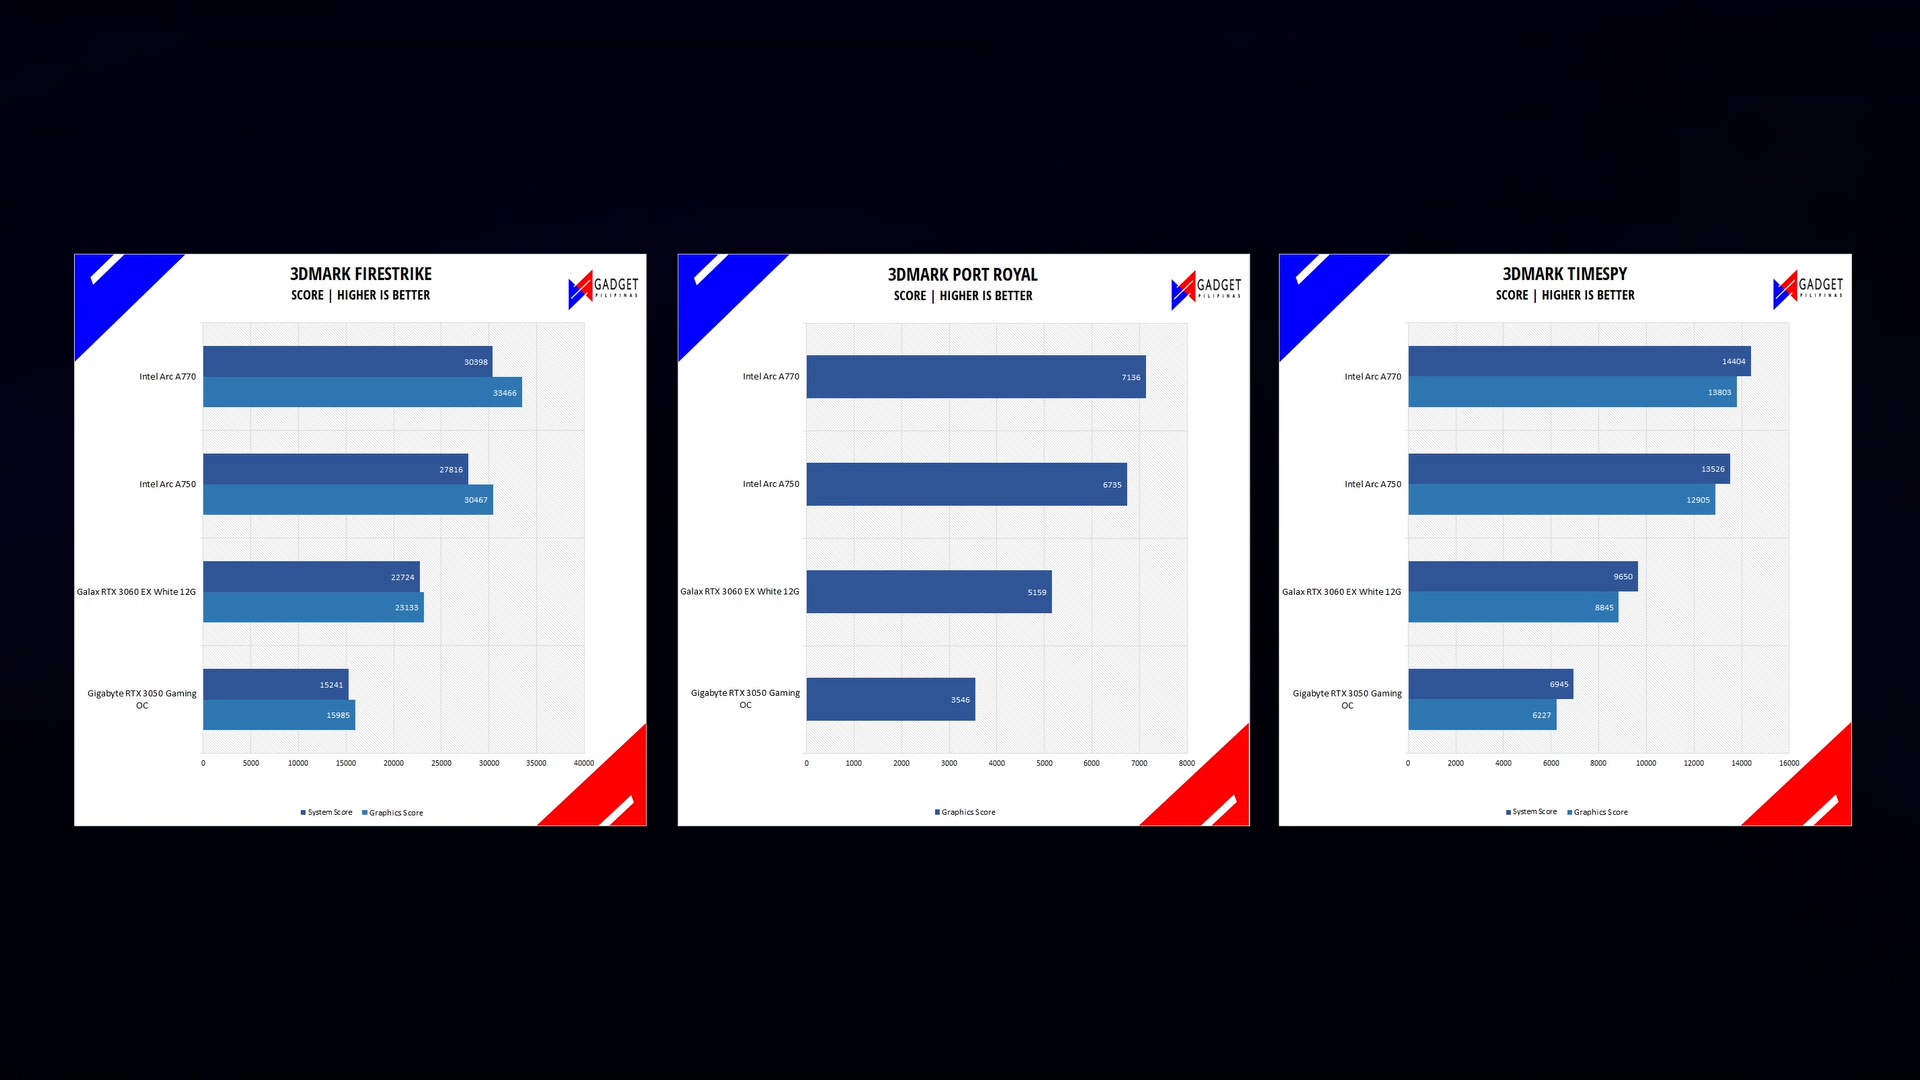 3DMARK FIRESTRIKE
SCORE | HIGHER IS BETTER
GADGET
PILIPINAS
Intel Arc A770
30398
33466
Intel Arc A750
27816
30467
Galax RTX 3060 EX White 12G
22724
23133
Gigabyte RTX 3050 Gaming
OC
15241
15985
0 5000 10000 15000 20000 25000 30000 35000 40000
System Score Graphics Score
3DMARK PORT ROYAL
SCORE | HIGHER IS BETTER
GADGET
PILIPINAS
Intel Arc A770
7136
Intel Arc A750
6735
Galax RTX 3060 EX White 12G
5159
Gigabyte RTX 3050 Gaming
OC
3546
0 1000 2000 3000 4000 5000 6000 7000 8000
Graphics Score
3DMARK TIMESPY
SCORE | HIGHER IS BETTER
GADGET
PILIPINAS
Intel Arc A770
14404
13803
Intel Arc A750
13526
12905
Galax RTX 3060 EX White 12G
9650
8845
Gigabyte RTX 3050 Gaming
OC
6945
6227
0 2000 4000 6000 8000 10000 12000 14000 16000
System Score Graphics Score